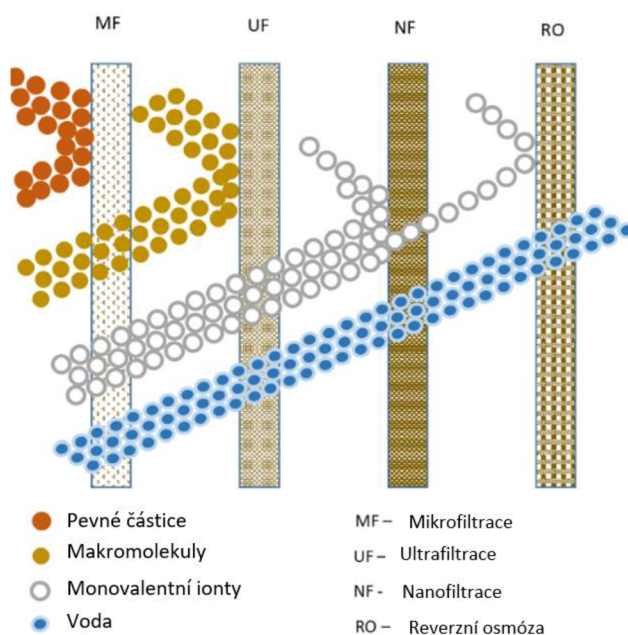 MF
UF
NF
RO
Pevné částice
Makromolekuly
Monovalentní ionty
Voda
MF – Mikrofiltrace
UF – Ultrafiltrace
NF - Nanofiltrace
RO – Reverzní osmóza